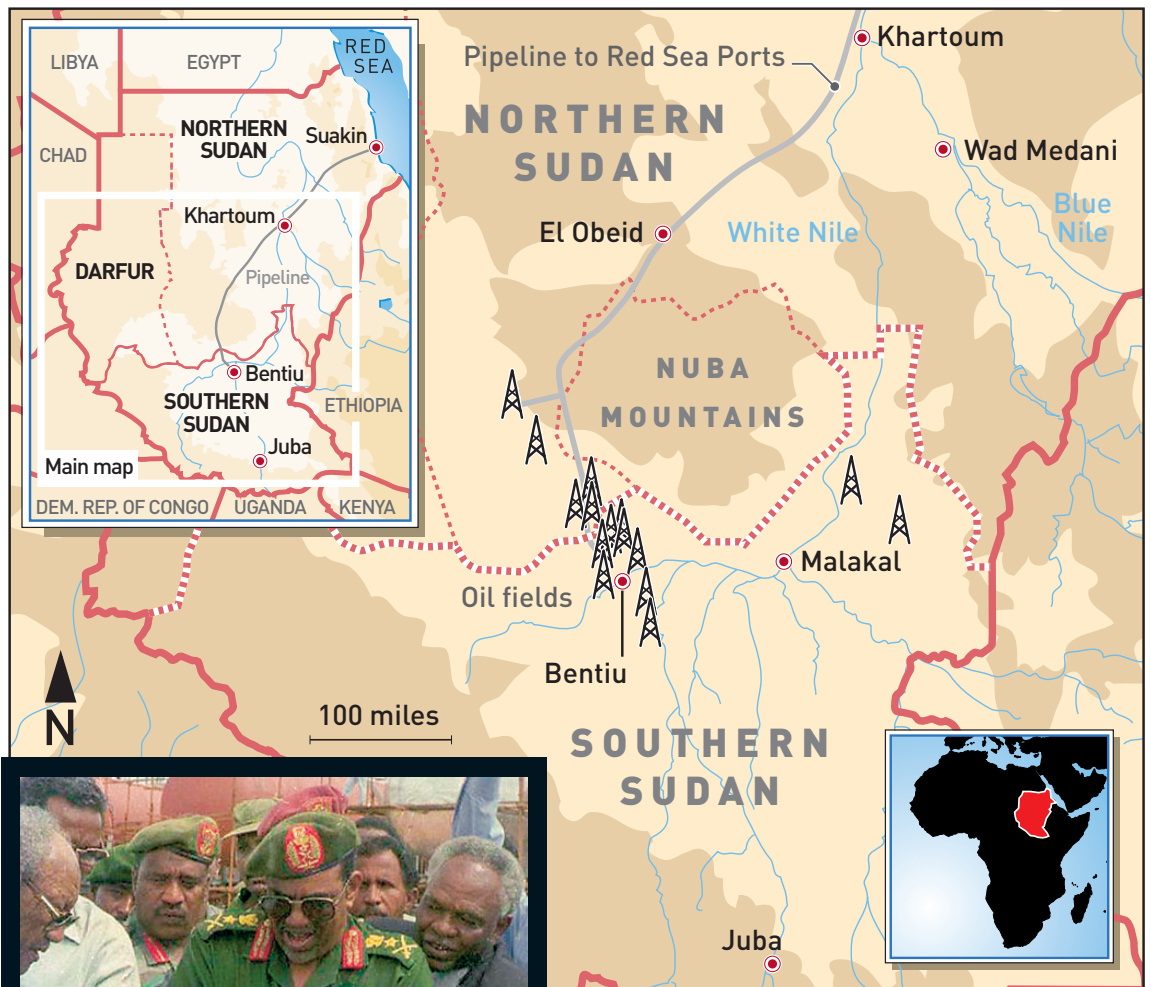 LIBYA
EGYPT
RED
SEA
NORTHERN
SUDAN
Suakin
CHAD
Khartoum
DARFUR
Pipeline
Bentiu
SOUTHERN
SUDAN
ETHIOPIA
Juba
Main map
DEM. REP. OF CONGO
UGANDA
KENYA
Khartoum
Pipeline to Red Sea Ports
NORTHERN
SUDAN
Wad Medani
Blue
Nile
El Obeid
White Nile
NUBA
MOUNTAINS
Malakal
Oil fields
Bentiu
N
100 miles
SOUTHERN
SUDAN
Juba